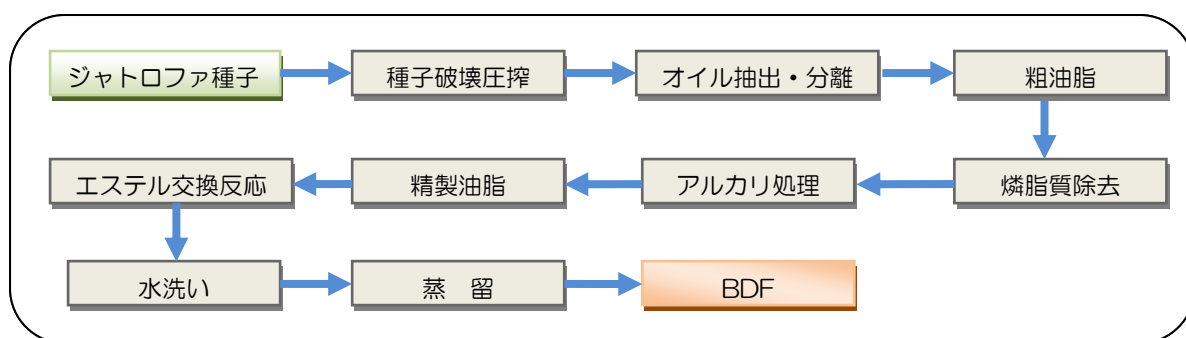 ジャトロファ種子
種子破壊圧搾
オイル抽出・分離
粗油脂
燐脂質除去
アルカリ処理
精製油脂
エステル交換反応
水洗い
蒸　留
BDF